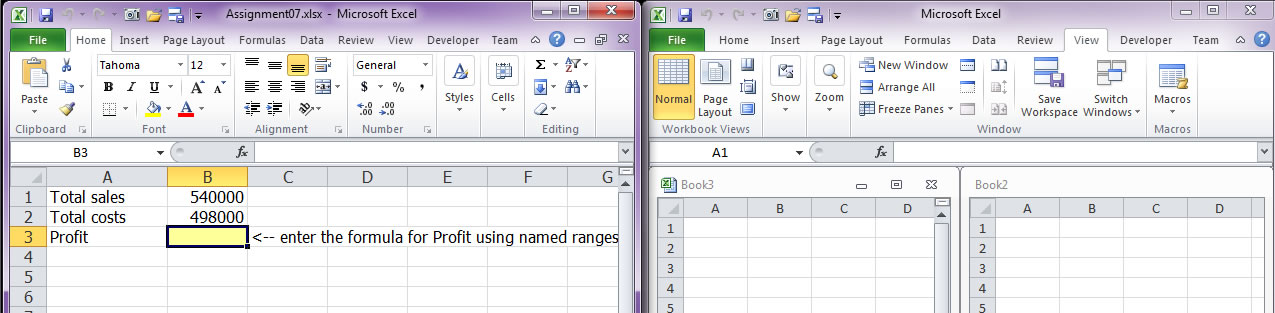 Assignment07.xlsx - Microsoft Excel
File Home Insert Page Layout Formulas Data Review View Developer Team
Paste
Clipboard
Tahoma 12
B I U
A
Font
Alignment
General
$ % ,
Number
Styles
Cells
Σ
Editing
B3 fx
A B C D E F G
1 Total sales 540000
2 Total costs 498000
3 Profit <-- enter the formula for Profit using named ranges
4
5
6
7
Microsoft Excel
File Home Insert Page Layout Formulas Data Review View Developer Team
Normal
Page
Layout
Workbook Views
Show
Zoom
New Window
Arrange All
Freeze Panes
Save
Workspace
Switch
Windows
Window
Macros
Macros
A1 fx
Book3
A B C D
1
2
3
4
5
Book2
A B C D
1
2
3
4
5